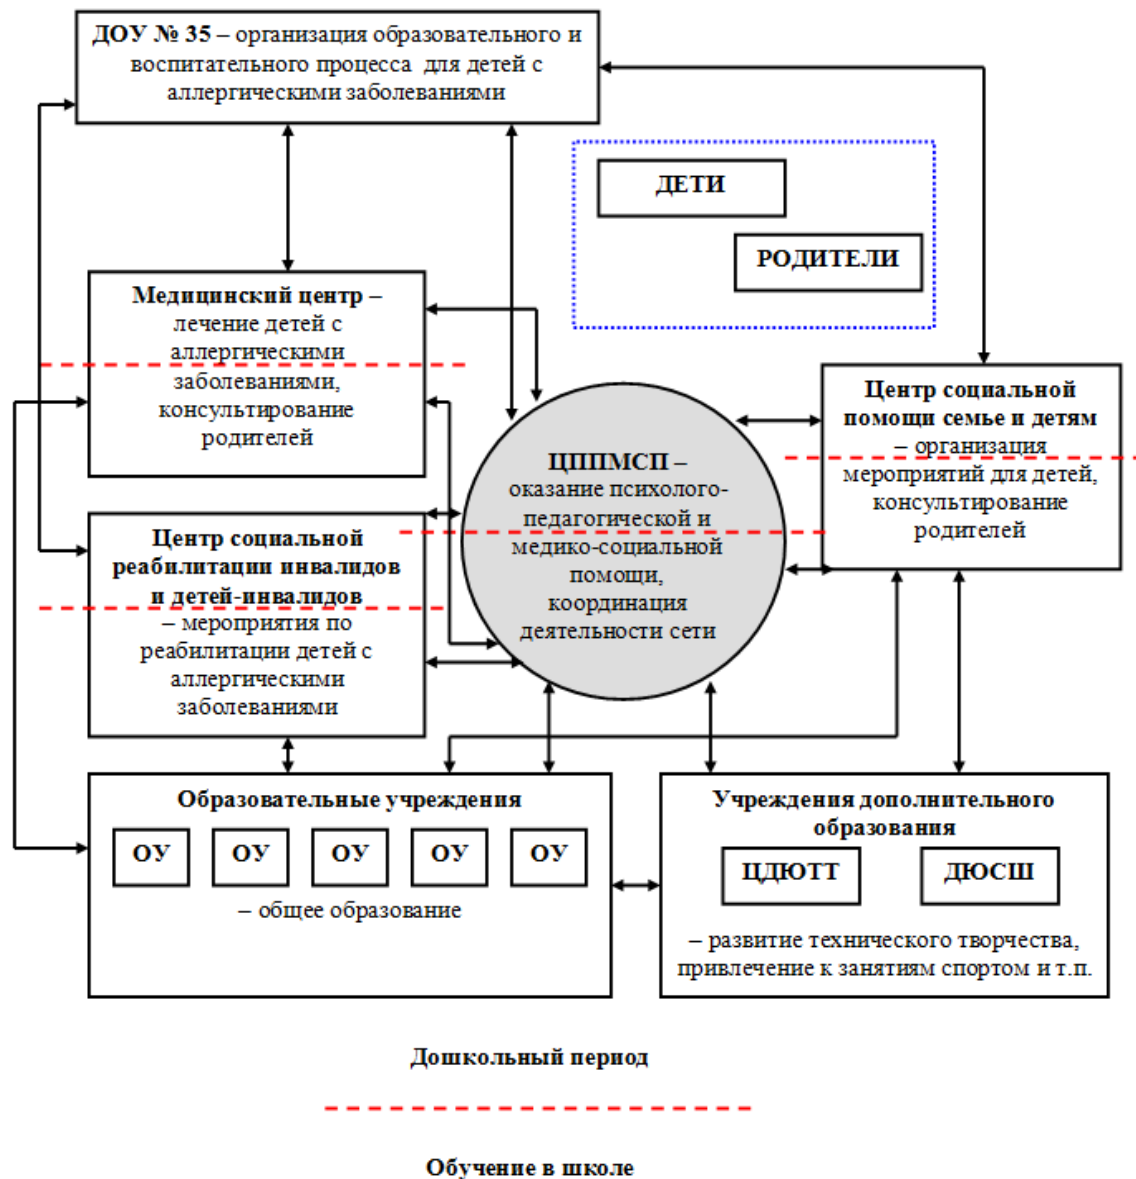 ДОУ № 35 – организация образовательного и
воспитательного процесса для детей с
аллергическими заболеваниями
ДЕТИ
РОДИТЕЛИ
Медицинский центр –
лечение детей с
аллергическими
заболеваниями,
консультирование
родителей
Центр социальной
помощи семье и детям
– организация
мероприятий для детей,
консультирование
родителей
ЦППМСП –
оказание психолого-
педагогической и
медико-социальной
помощи,
координация
деятельности сети
Центр социальной
реабилитации инвалидов
и детей-инвалидов
– мероприятия по
реабилитации детей с
аллергическими
заболеваниями
Образовательные учреждения
ОУ ОУ ОУ ОУ ОУ
– общее образование
Учреждения дополнительного
образования
ЦДЮТТ ДЮСШ
– развитие технического творчества,
привлечение к занятиям спортом и т.п.
Дошкольный период
Обучение в школе